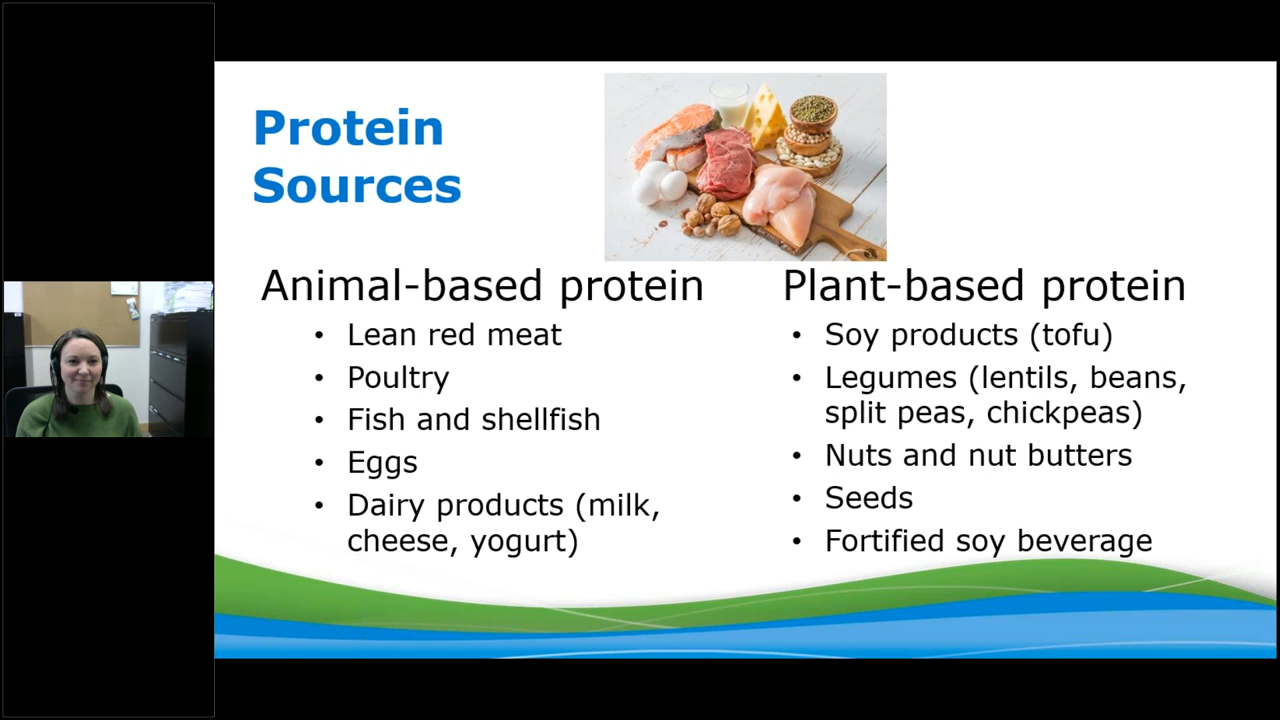 Protein
Sources
Animal-based protein
• Lean red meat
• Poultry
• Fish and shellfish
• Eggs
• Dairy products (milk,
cheese, yogurt)
Plant-based protein
• Soy products (tofu)
• Legumes (lentils, beans,
split peas, chickpeas)
• Nuts and nut butters
• Seeds
• Fortified soy beverage